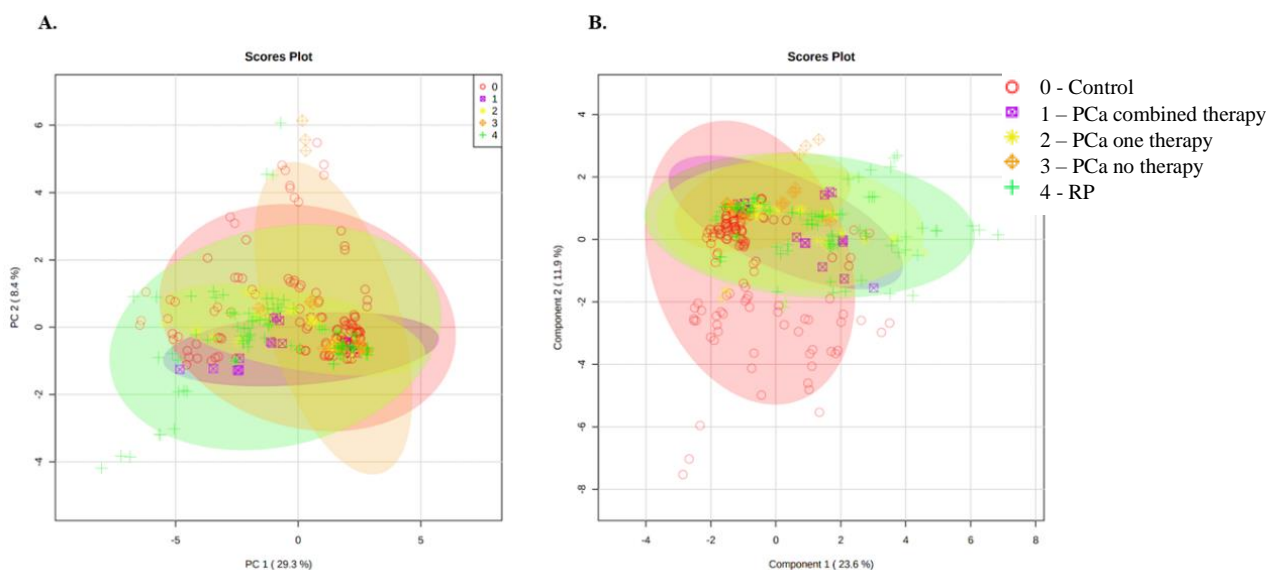 A.
B.
Scores Plot
Scores Plot
0
1
2
3
4
0 - Control
1 – PCa combined therapy
2 – PCa one therapy
3 – PCa no therapy
4 - RP
PC 2 ( 8.4 %)
6
4
2
0
-2
-4
-5
0
5
PC 1 ( 29.3 %)
Component 2 ( 11.9 %)
4
2
0
-2
-4
-6
-8
-4
-2
0
2
4
6
8
Component 1 ( 23.6 %)